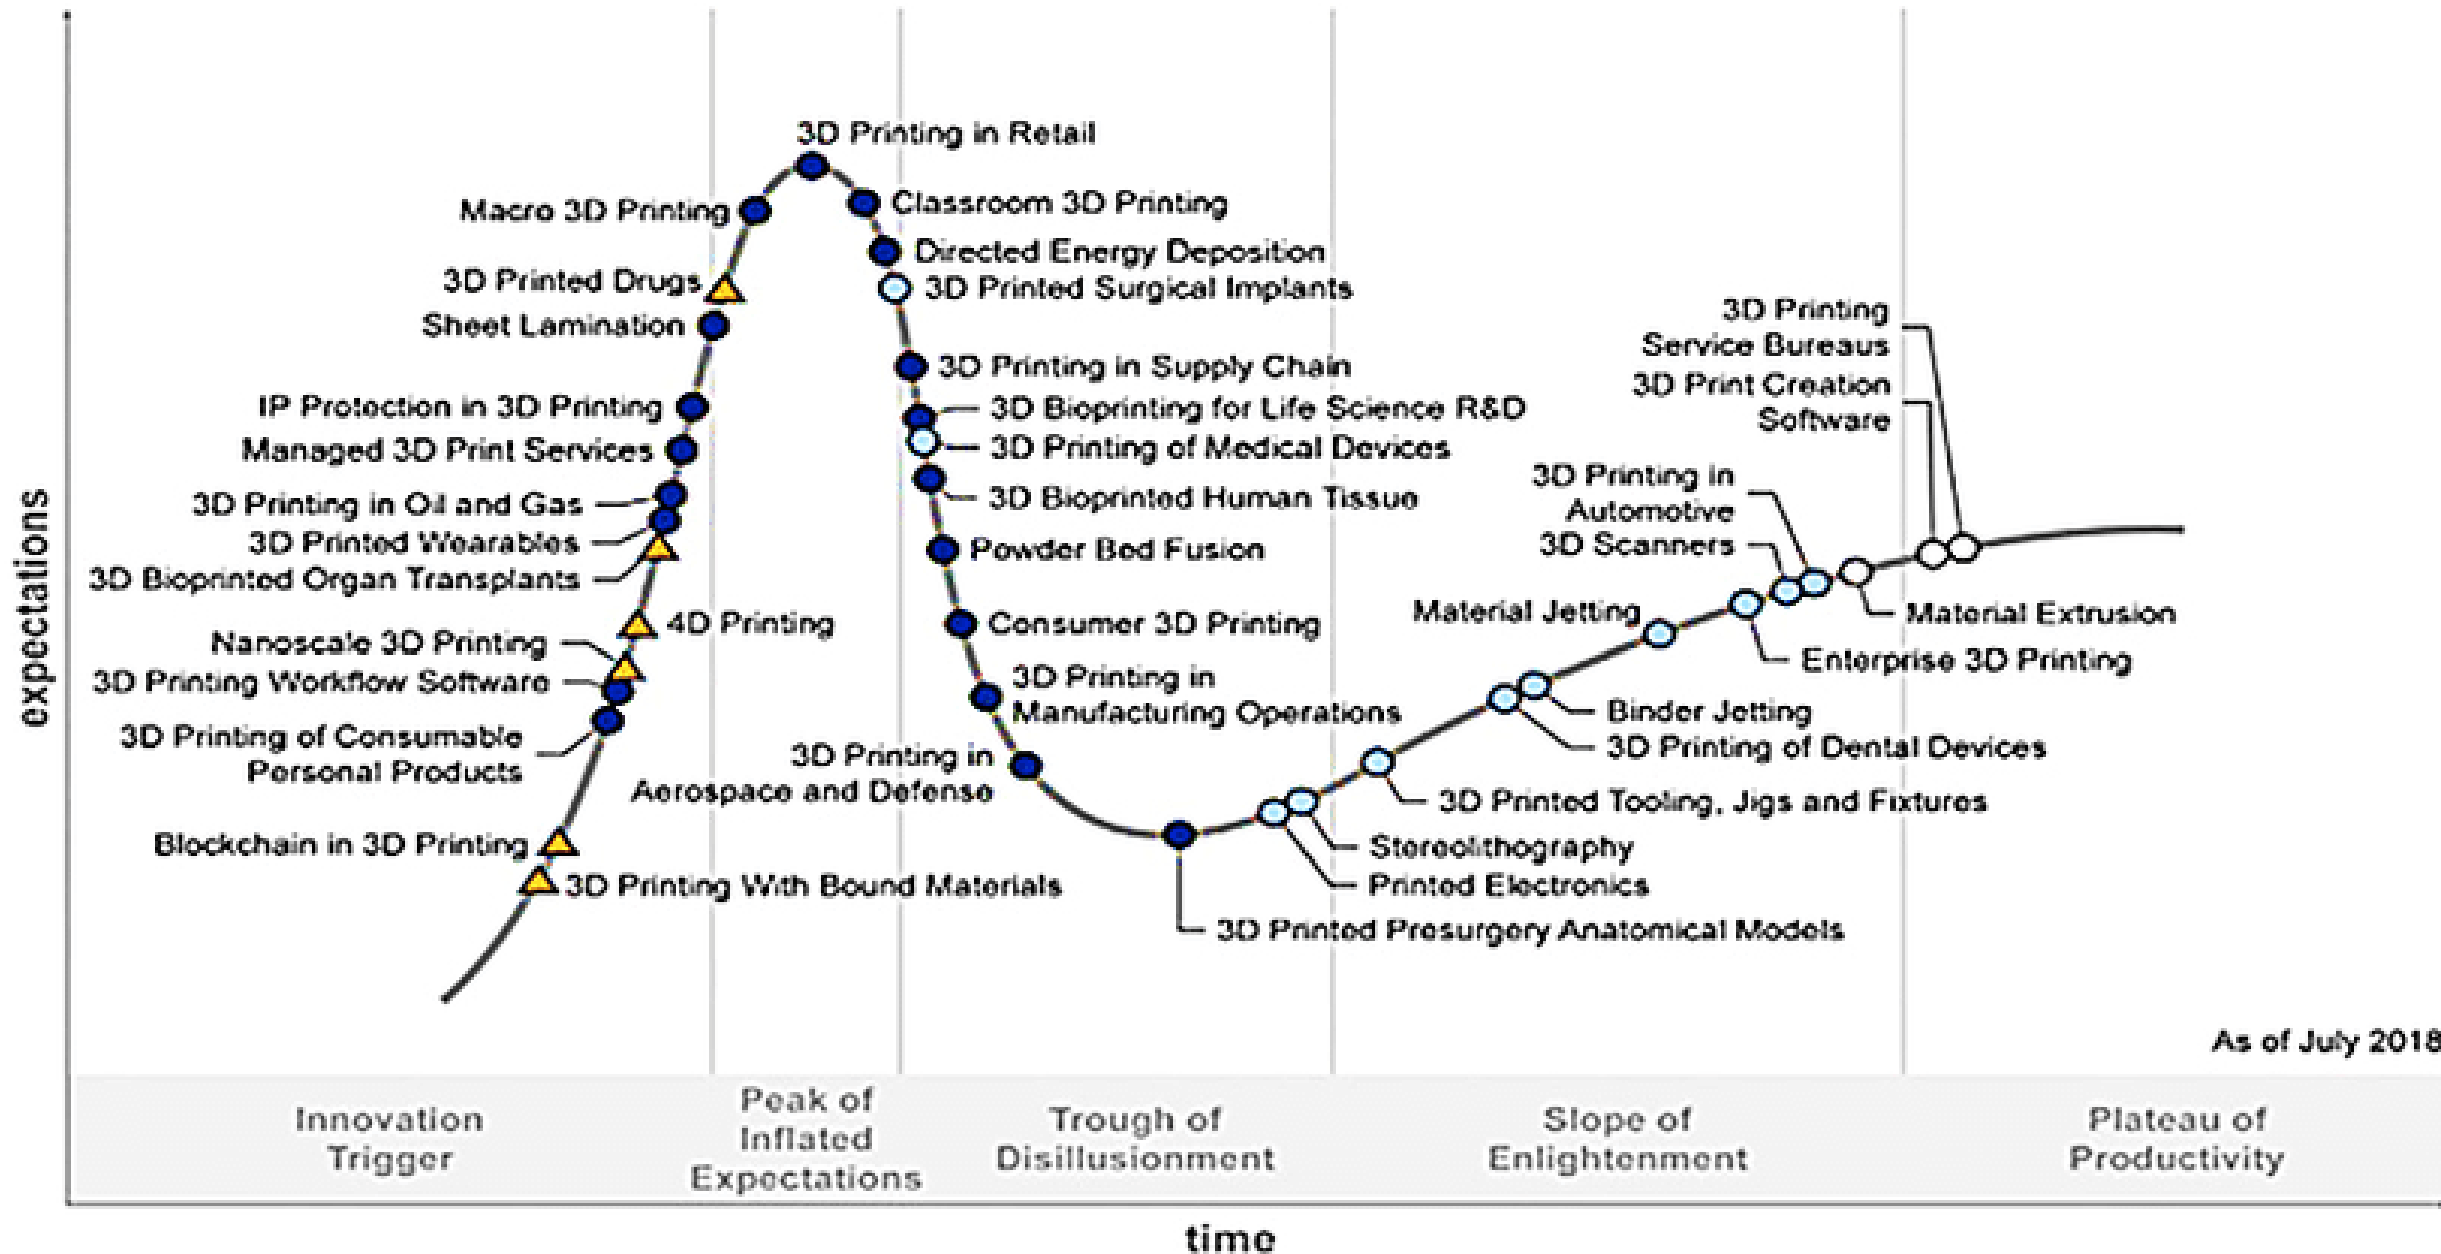 3D Printing in Retail
Macro 3D Printing
Classroom 3D Printing
Directed Energy Deposition
3D Printed Drugs
3D Printed Surgical Implants
Sheet Lamination
3D Printing in Supply Chain
IP Protection in 3D Printing
3D Bioprinting for Life Science R&D
Managed 3D Print Services
3D Printing of Medical Devices
3D Printing in Oil and Gas
3D Bioprinted Human Tissue
3D Printed Wearables
Powder Bed Fusion
3D Bioprinted Organ Transplants
4D Printing
Consumer 3D Printing
Nanoscale 3D Printing
3D Printing Workflow Software
3D Printing in
Manufacturing Operations
3D Printing of Consumable
Personal Products
3D Printing in
Aerospace and Defense
Blockchain in 3D Printing
3D Printing With Bound Materials
3D Printing
Service Bureaus
3D Print Creation
Software
3D Printing in
Automotive
3D Scanners
Material Jetting
Material Extrusion
Enterprise 3D Printing
Binder Jetting
3D Printing of Dental Devices
3D Printed Tooling, Jigs and Fixtures
Stereolithography
Printed Electronics
3D Printed Presurgery Anatomical Models
expectations
As of July 2018
Innovation
Trigger
Peak of
Inflated
Expectations
Trough of
Disillusionment
Slope of
Enlightenment
Plateau of
Productivity
time